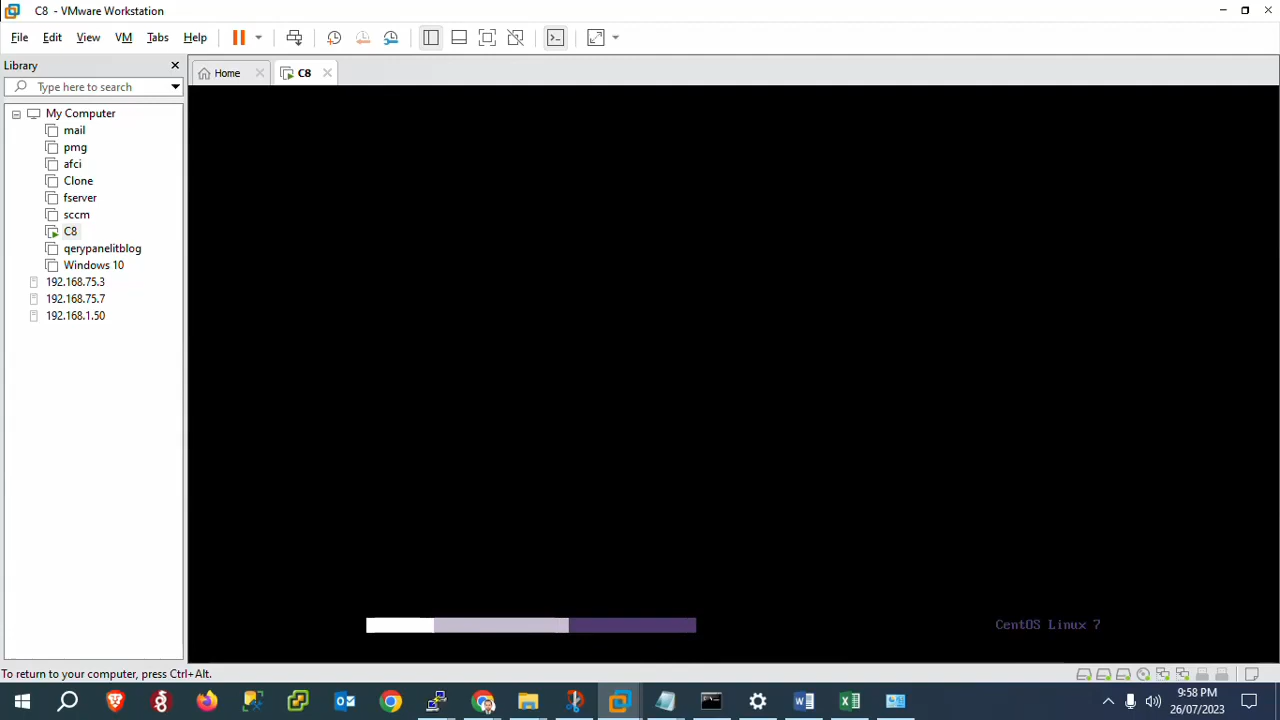 C8 - VMware Workstation
File Edit View VM Tabs Help
Library
Type here to search
Home
C8
My Computer
mail
pmg
afci
Clone
fserver
sccm
C8
qerypanelitblog
Windows 10
192.168.75.3
192.168.75.7
192.168.1.50
CentOS Linux 7
To return to your computer, press Ctrl+Alt.
9:58 PM
26/07/2023